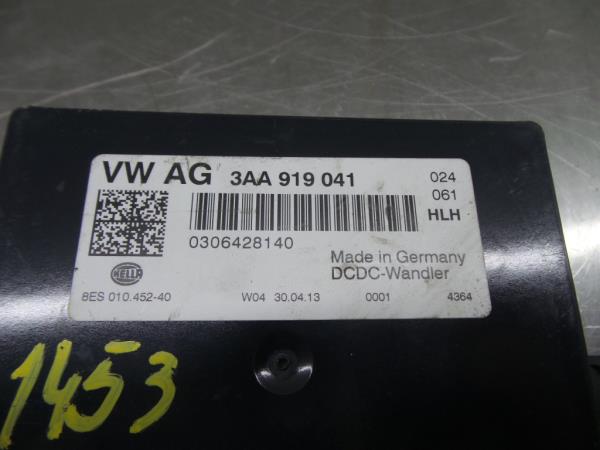 VW AG 3AA 919 041 024
061
HLH
0306428140
Made in Germany
DCDC-Wandler
HELLA
8ES 010.452-40 W04 30.04.13 0001 4364
1453